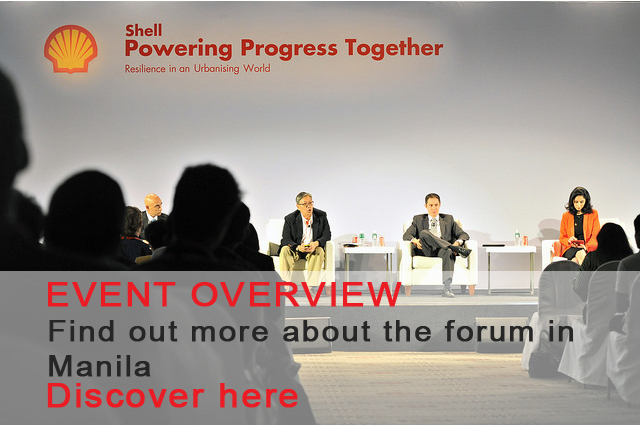 Shell
Powering Progress Together
Resilience in an Urbanising World
EVENT OVERVIEW
Find out more about the forum in
Manila
Discover here